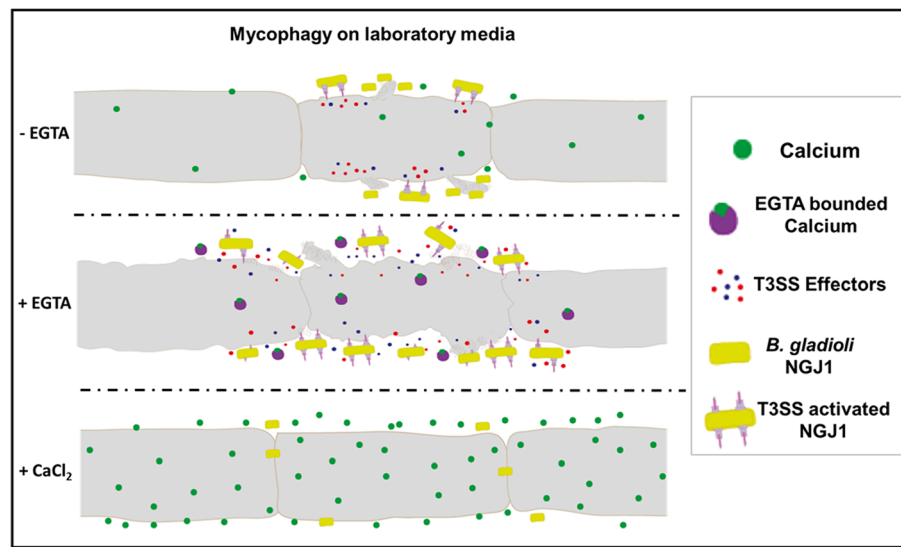 Mycophagy on laboratory media
- EGTA
+ EGTA
+ CaCl₂
Calcium
EGTA bounded
Calcium
T3SS Effectors
B. gladioli
NGJ1
T3SS activated
NGJ1